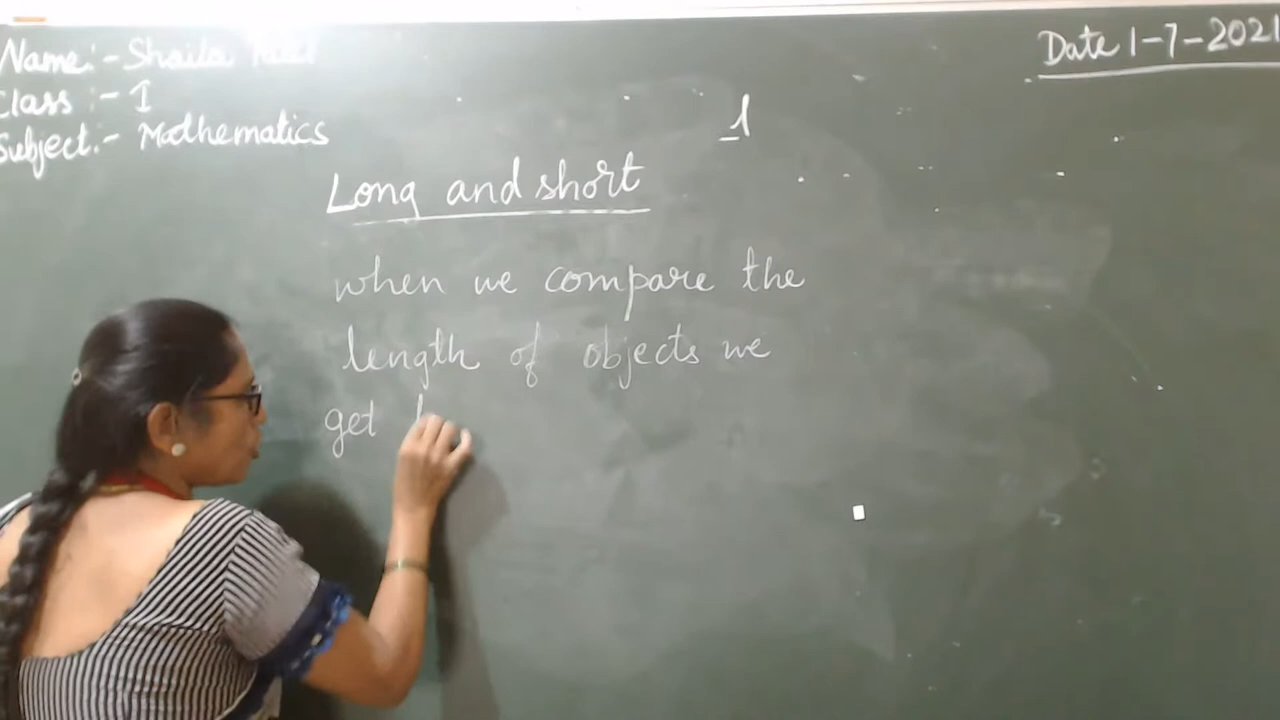 Name:- Shaila
Class :- I
Subject:- Mathematics
Date 1-7-2021
1
Long and short
when we compare the
length of objects we
get